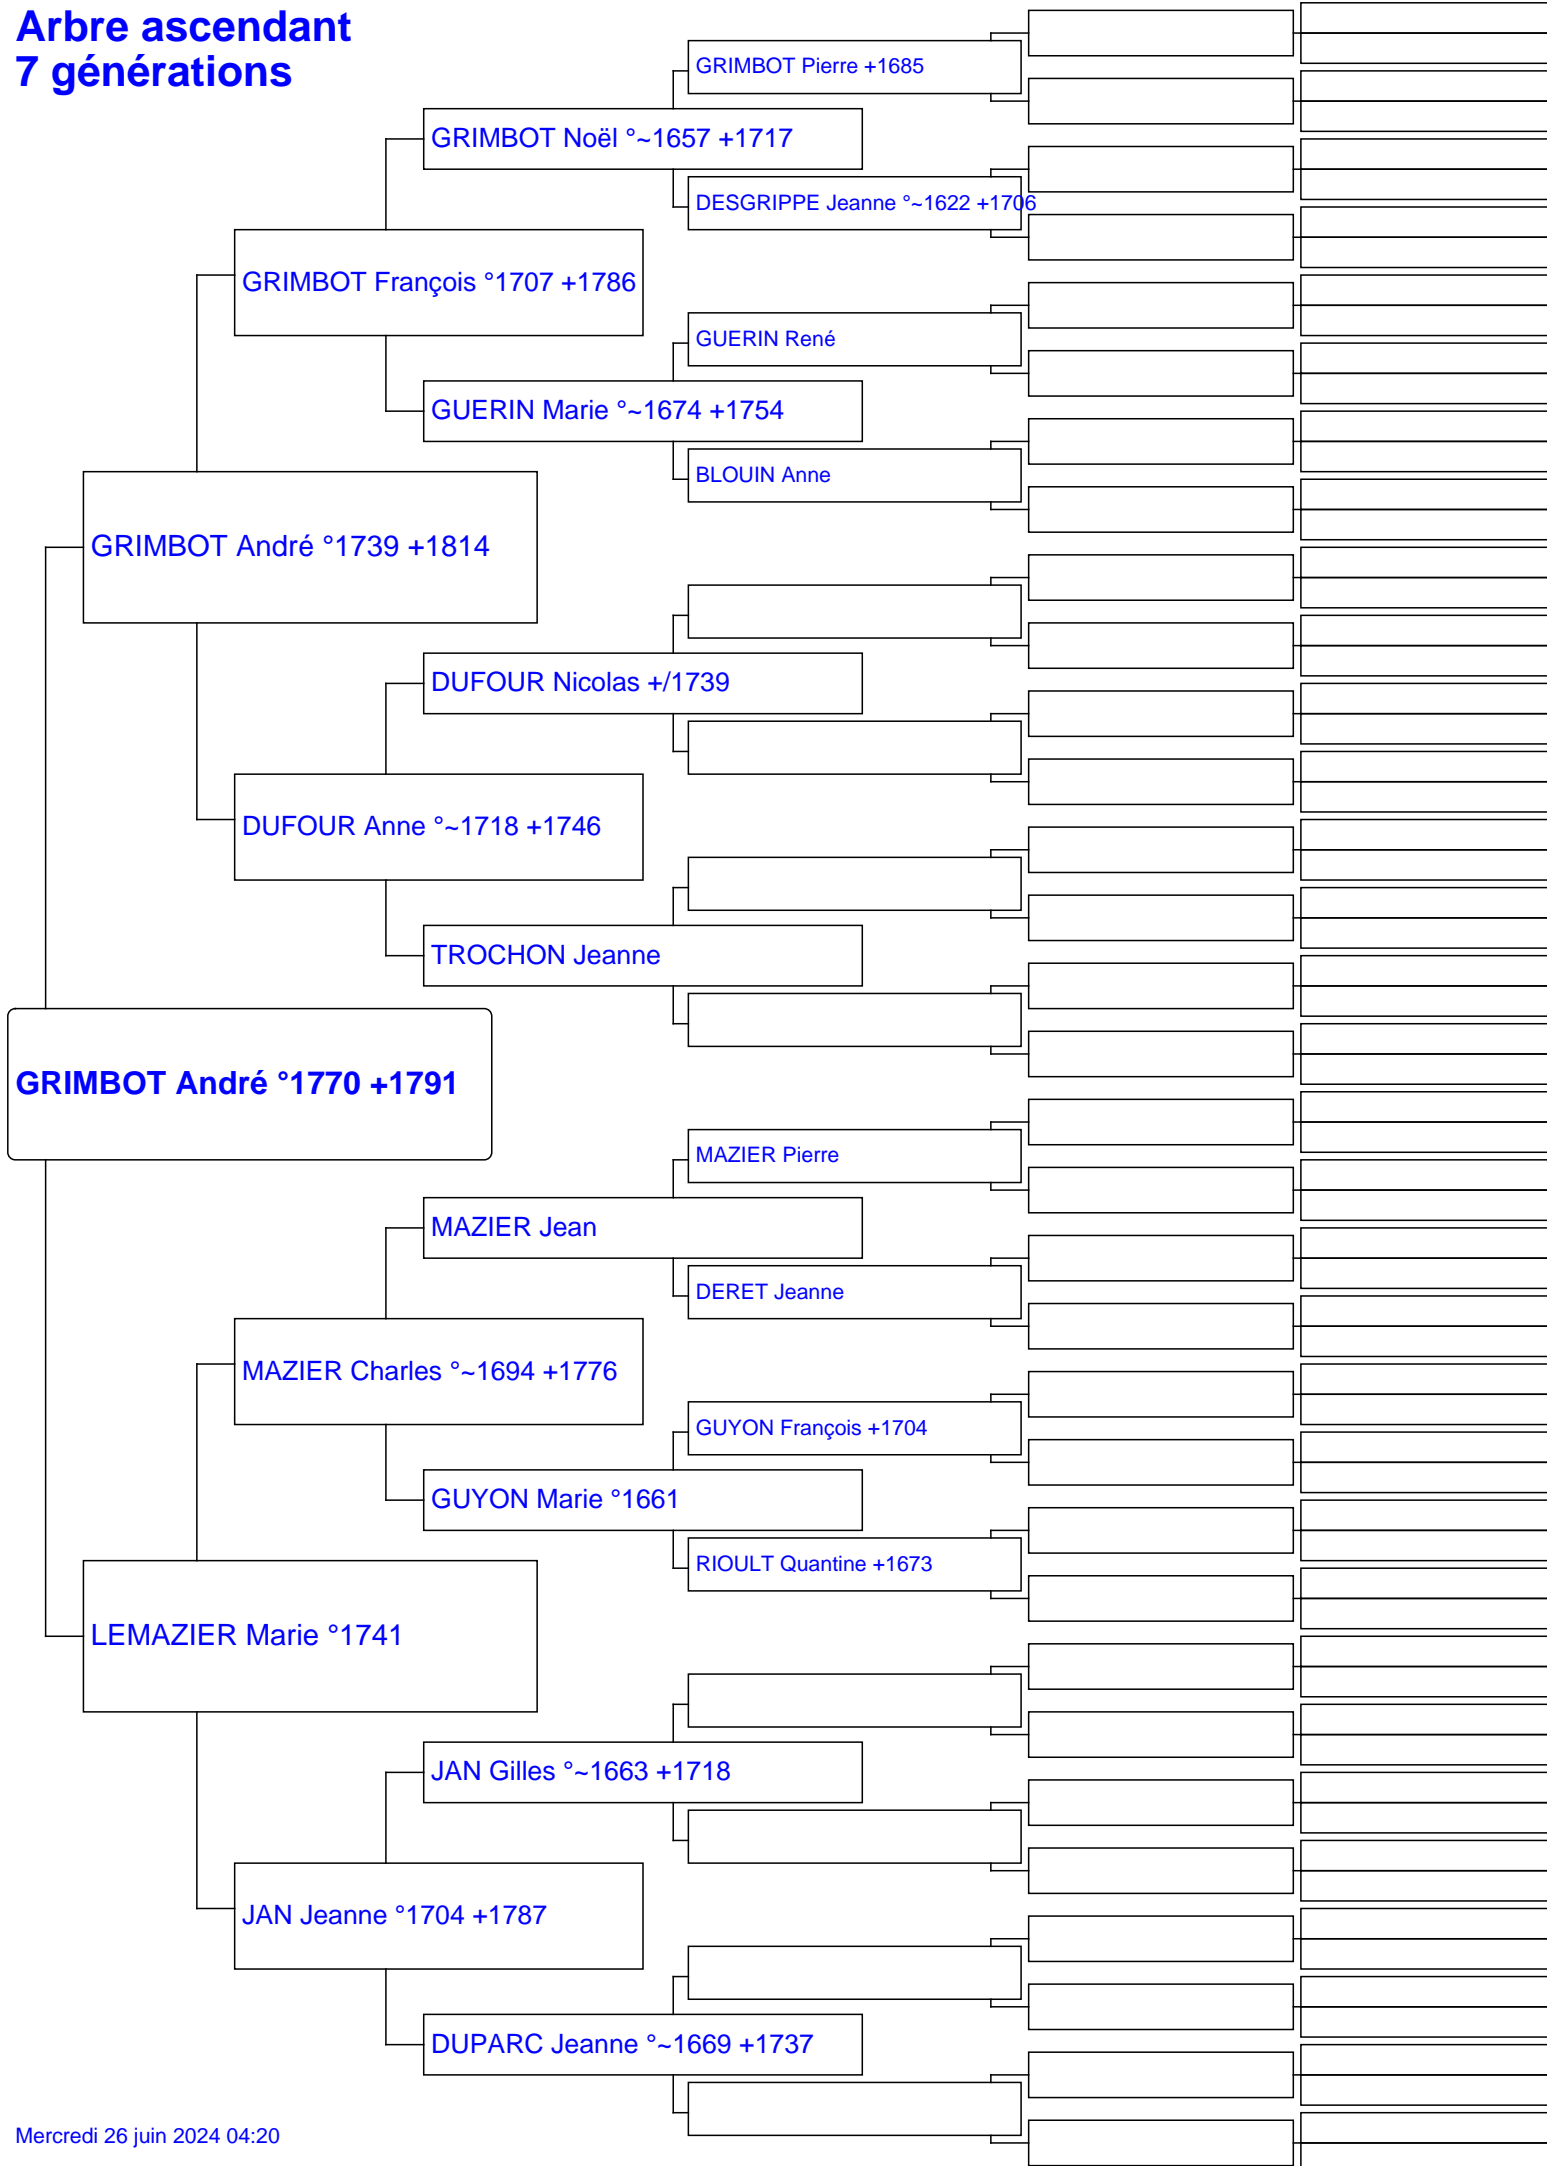 Arbre ascendant
7 générations
GRIMBOT Pierre +1685
GRIMBOT Noël °~1657 +1717
DESGRIPPE Jeanne °~1622 +1706
GRIMBOT François °1707 +1786
GUERIN René
GUERIN Marie °~1674 +1754
BLOUIN Anne
GRIMBOT André °1739 +1814
DUFOUR Nicolas +/1739
DUFOUR Anne °~1718 +1746
TROCHON Jeanne
GRIMBOT André °1770 +1791
MAZIER Pierre
MAZIER Jean
DERET Jeanne
MAZIER Charles °~1694 +1776
GUYON François +1704
GUYON Marie °1661
RIOULT Quantine +1673
LEMAZIER Marie °1741
JAN Gilles °~1663 +1718
JAN Jeanne °1704 +1787
DUPARC Jeanne °~1669 +1737
Mercredi 26 juin 2024 04:20